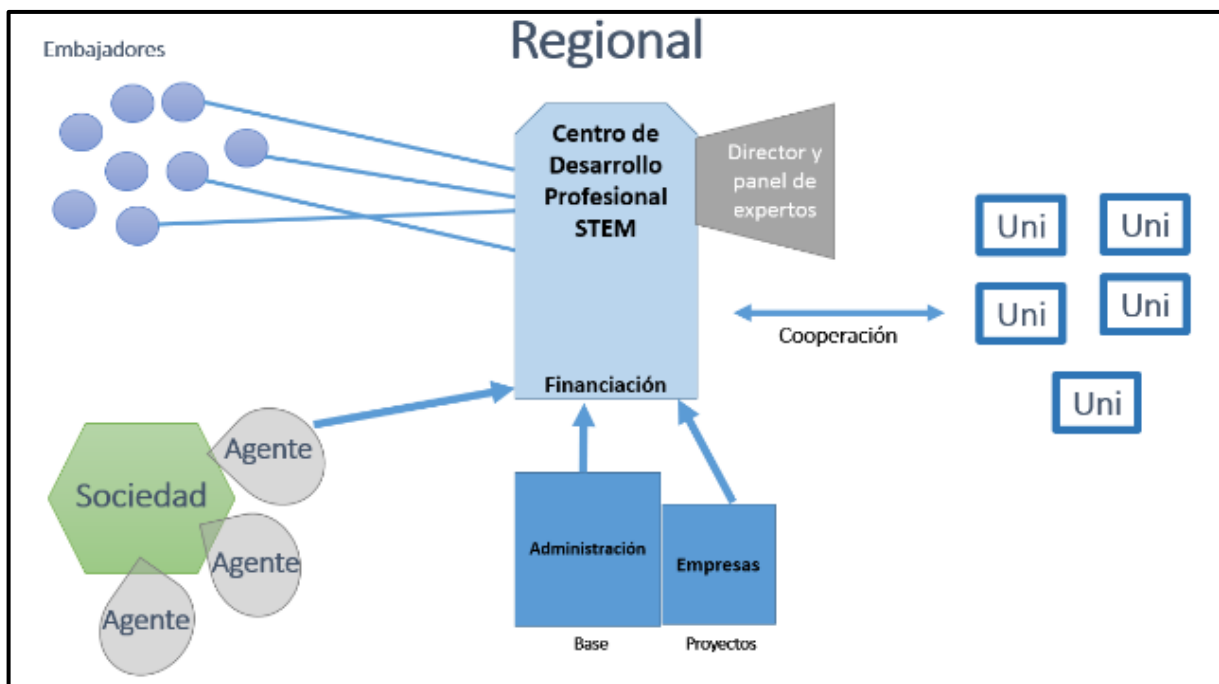 Regional
Embajadores
Centro de
Desarrollo
Profesional
STEM
Director y
panel de
expertos
Uni
Uni
Uni
Uni
Uni
Cooperación
Financiación
Agente
Sociedad
Agente
Agente
Administración
Empresas
Base
Proyectos